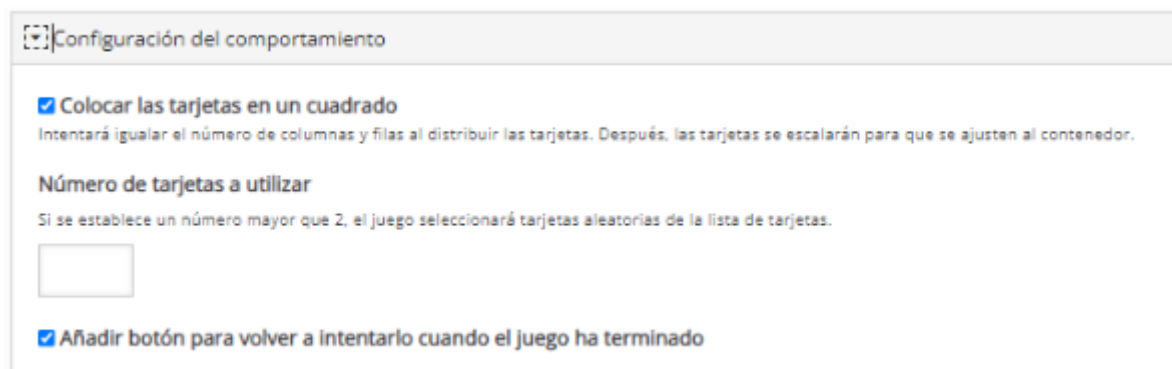 Configuración del comportamiento
Colocar las tarjetas en un cuadrado
Intentará igualar el número de columnas y filas al distribuir las tarjetas. Después, las tarjetas se escalarán para que se ajusten al contenedor.
Número de tarjetas a utilizar
Si se establece un número mayor que 2, el juego seleccionará tarjetas aleatorias de la lista de tarjetas.
Añadir botón para volver a intentarlo cuando el juego ha terminado